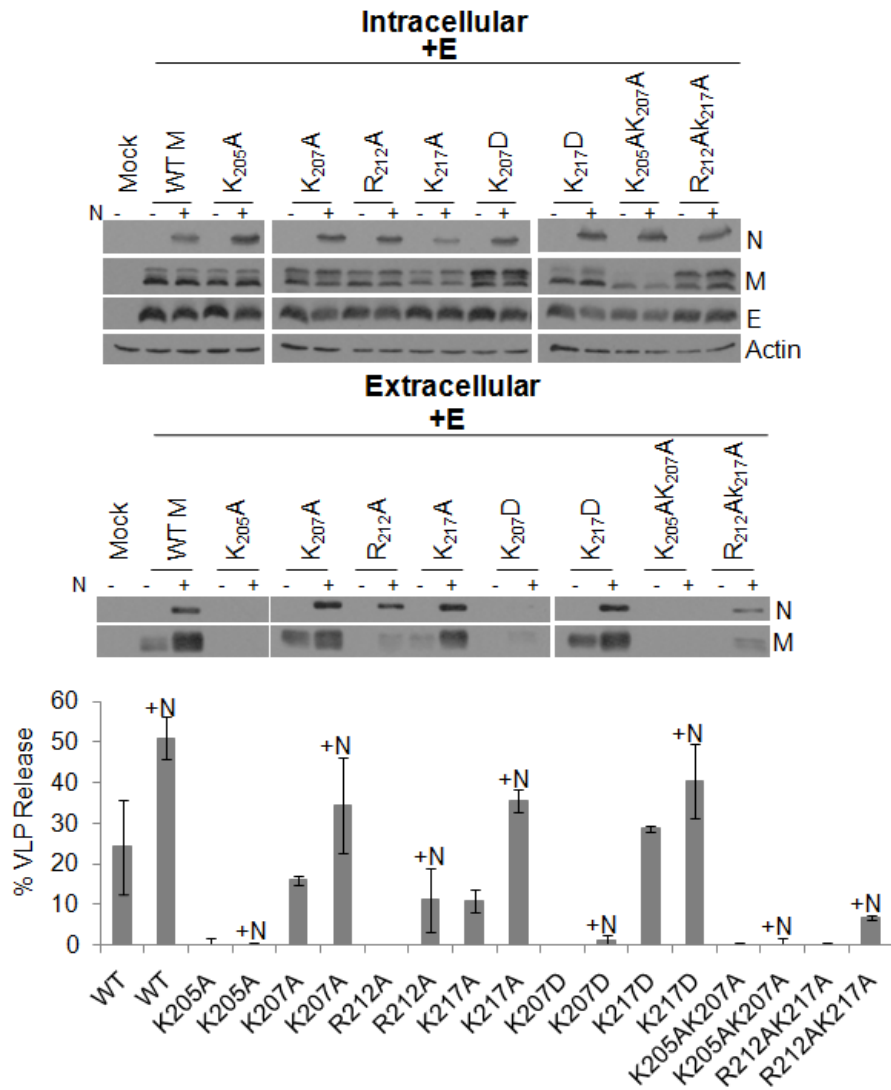 Intracellular
+E
Mock
WT M
K205A
K207A
R212A
K217A
K207D
K217D
K205AK207A
R212Ak217A
N - - + - + - + - + - + - + - + - + - +
N
M
E
Actin
Extracellular
+E
Mock
WT M
K205A
K207A
R212A
K217A
K207D
K217D
K205AK207A
R212Ak217A
N - - + - + - + - + - + - + - + - + - +
N
M
% VLP Release
60
50
40
30
20
10
0
+N
+N
+N
+N
+N
+N
+N
+N
+N
WT
WT
K205A
K205A
K207A
K207A
R212A
R212A
K217A
K217A
K207D
K207D
K217D
K217D
K205AK207A
K205AK207A
R212AK217A
R212AK217A